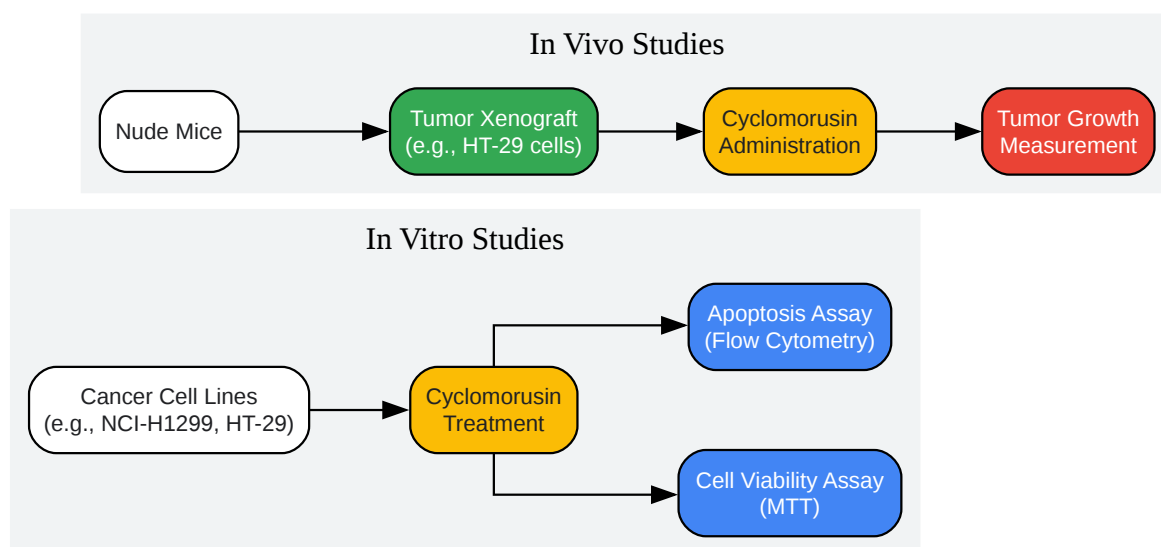 In Vivo Studies
Nude Mice
Tumor Xenograft
(e.g., HT-29 cells)
Cyclomorusin
Administration
Tumor Growth
Measurement
In Vitro Studies
Cancer Cell Lines
(e.g., NCI-H1299, HT-29)
Cyclomorusin
Treatment
Apoptosis Assay
(Flow Cytometry)
Cell Viability Assay
(MTT)